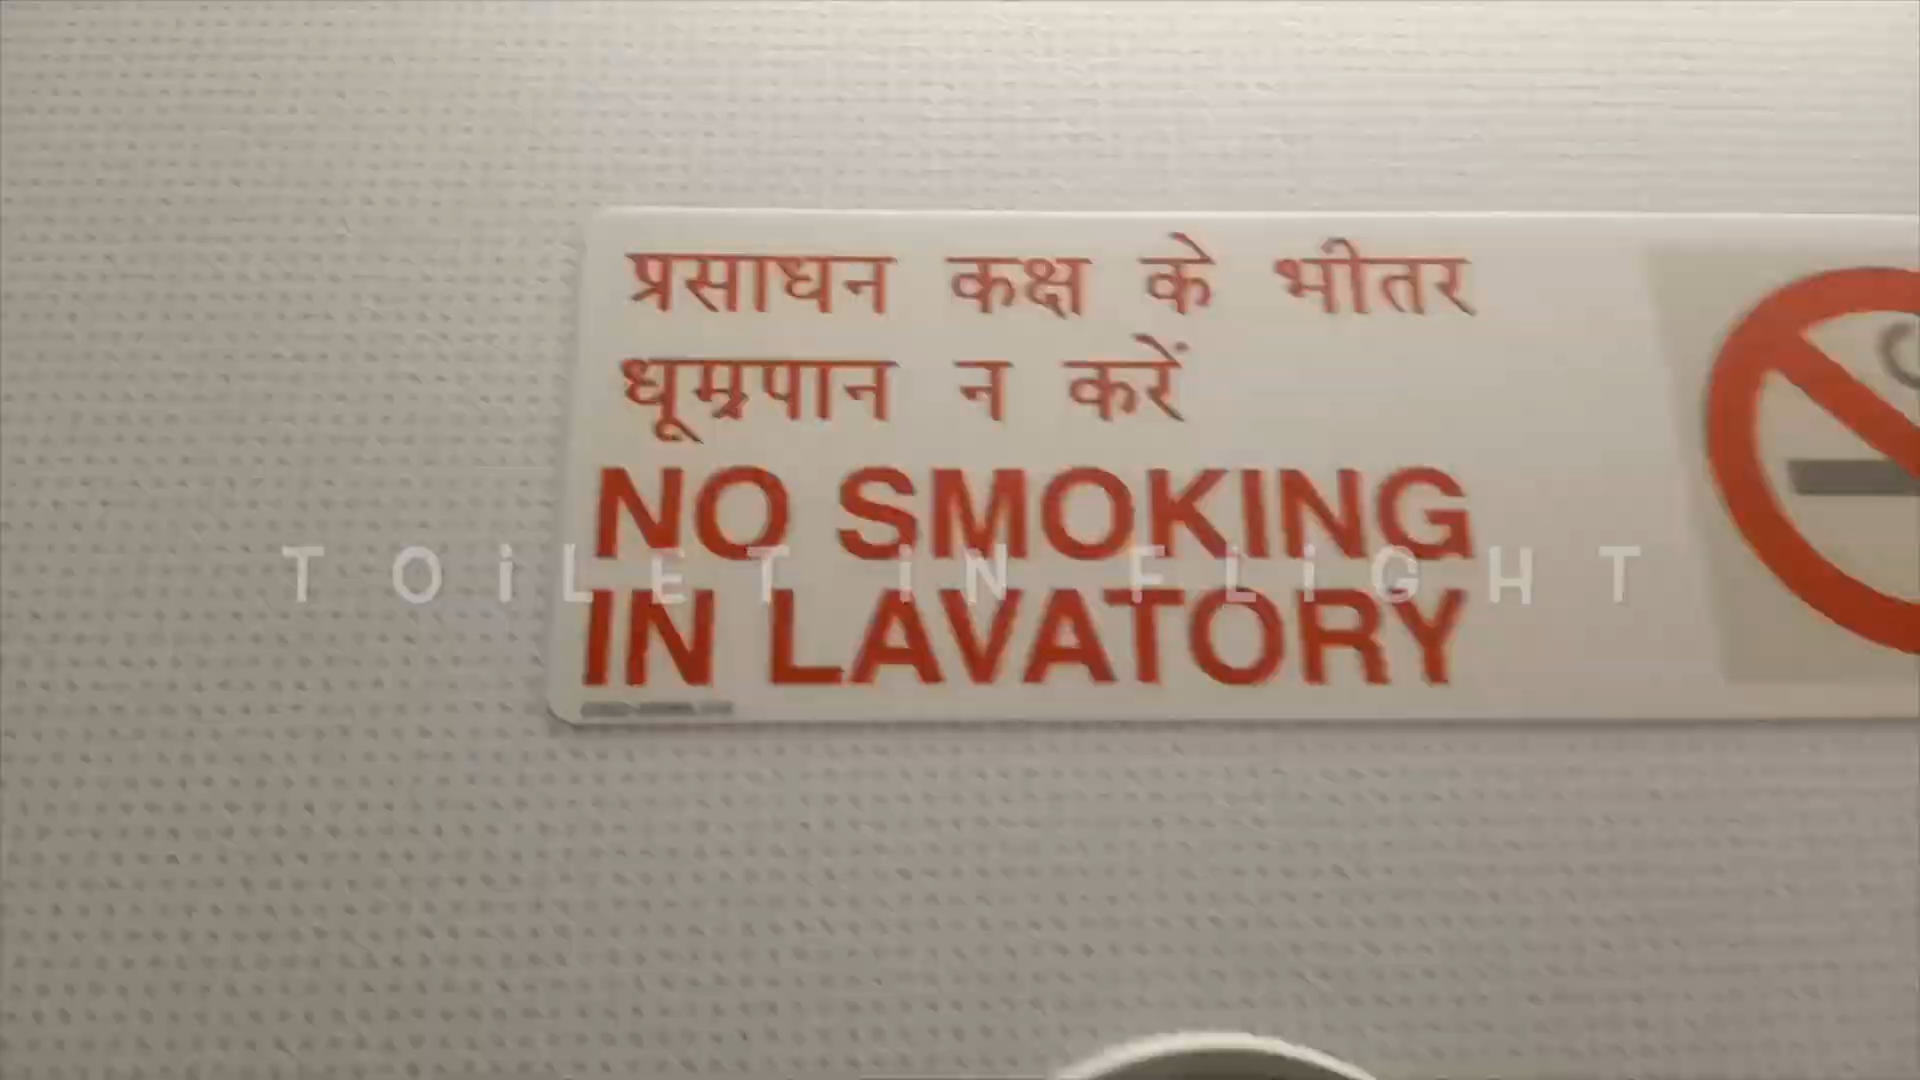 प्रसाधन कक्ष के भीतर
धूम्रपान न करें
NO SMOKING
TOiLET iN FLiGHT
IN LAVATORY